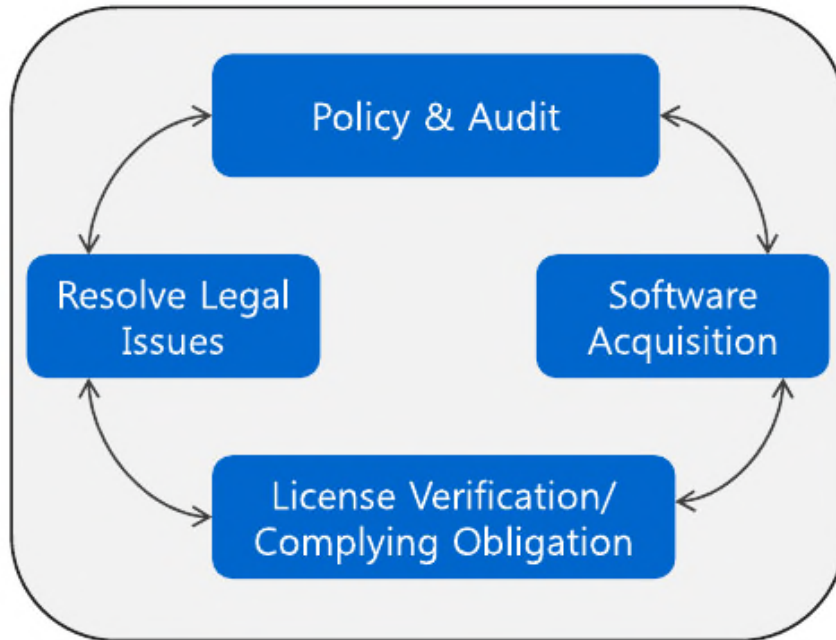 Policy & Audit
Resolve Legal
Issues
Software
Acquisition
License Verification/
Complying Obligation